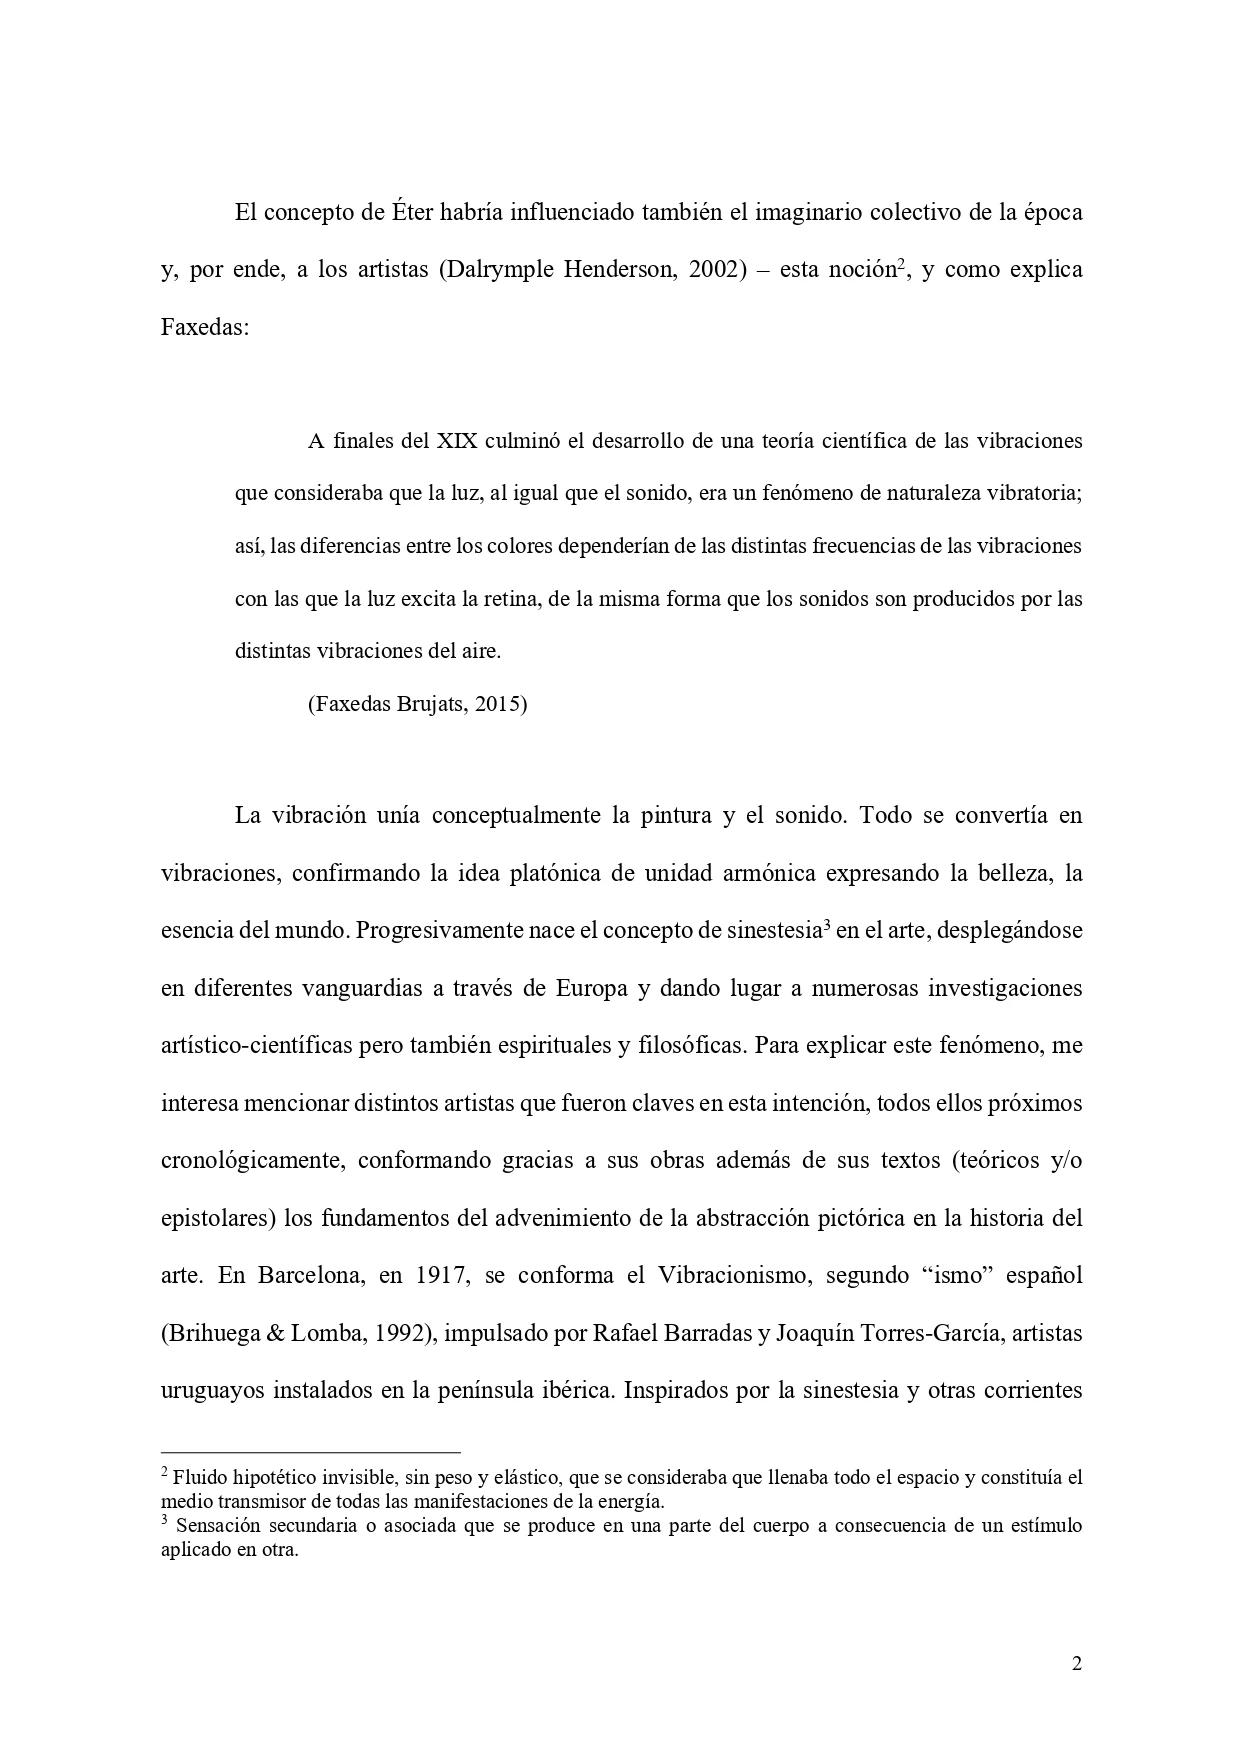 El concepto de Éter habría influenciado también el imaginario colectivo de la época
y, por ende, a los artistas (Dalrymple Henderson, 2002) – esta noción², y como explica
Faxedas:
A finales del XIX culminó el desarrollo de una teoría científica de las vibraciones
que consideraba que la luz, al igual que el sonido, era un fenómeno de naturaleza vibratoria;
así, las diferencias entre los colores dependerían de las distintas frecuencias de las vibraciones
con las que la luz excita la retina, de la misma forma que los sonidos son producidos por las
distintas vibraciones del aire.
(Faxedas Brujats, 2015)
La vibración unía conceptualmente la pintura y el sonido. Todo se convertía en
vibraciones, confirmando la idea platónica de unidad armónica expresando la belleza, la
esencia del mundo. Progresivamente nace el concepto de sinestesia³ en el arte, desplegándose
en diferentes vanguardias a través de Europa y dando lugar a numerosas investigaciones
artístico-científicas pero también espirituales y filosóficas. Para explicar este fenómeno, me
interesa mencionar distintos artistas que fueron claves en esta intención, todos ellos próximos
cronológicamente, conformando gracias a sus obras además de sus textos (teóricos y/o
epistolares) los fundamentos del advenimiento de la abstracción pictórica en la historia del
arte. En Barcelona, en 1917, se conforma el Vibracionismo, segundo “ismo” español
(Brihuega & Lomba, 1992), impulsado por Rafael Barradas y Joaquín Torres-García, artistas
uruguayos instalados en la península ibérica. Inspirados por la sinestesia y otras corrientes
² Fluido hipotético invisible, sin peso y elástico, que se consideraba que llenaba todo el espacio y constituía el
medio transmisor de todas las manifestaciones de la energía.
³ Sensación secundaria o asociada que se produce en una parte del cuerpo a consecuencia de un estímulo
aplicado en otra.
2